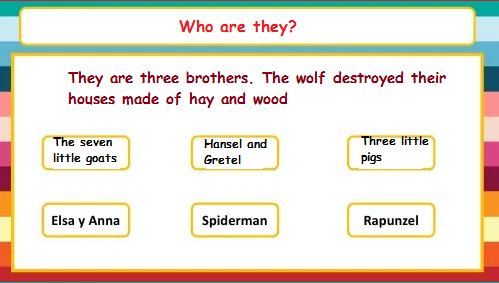 Who are they?
They are three brothers. The wolf destroyed their
houses made of hay and wood
The seven
little goats
Hansel and
Gretel
Three little
pigs
Elsa y Anna
Spiderman
Rapunzel